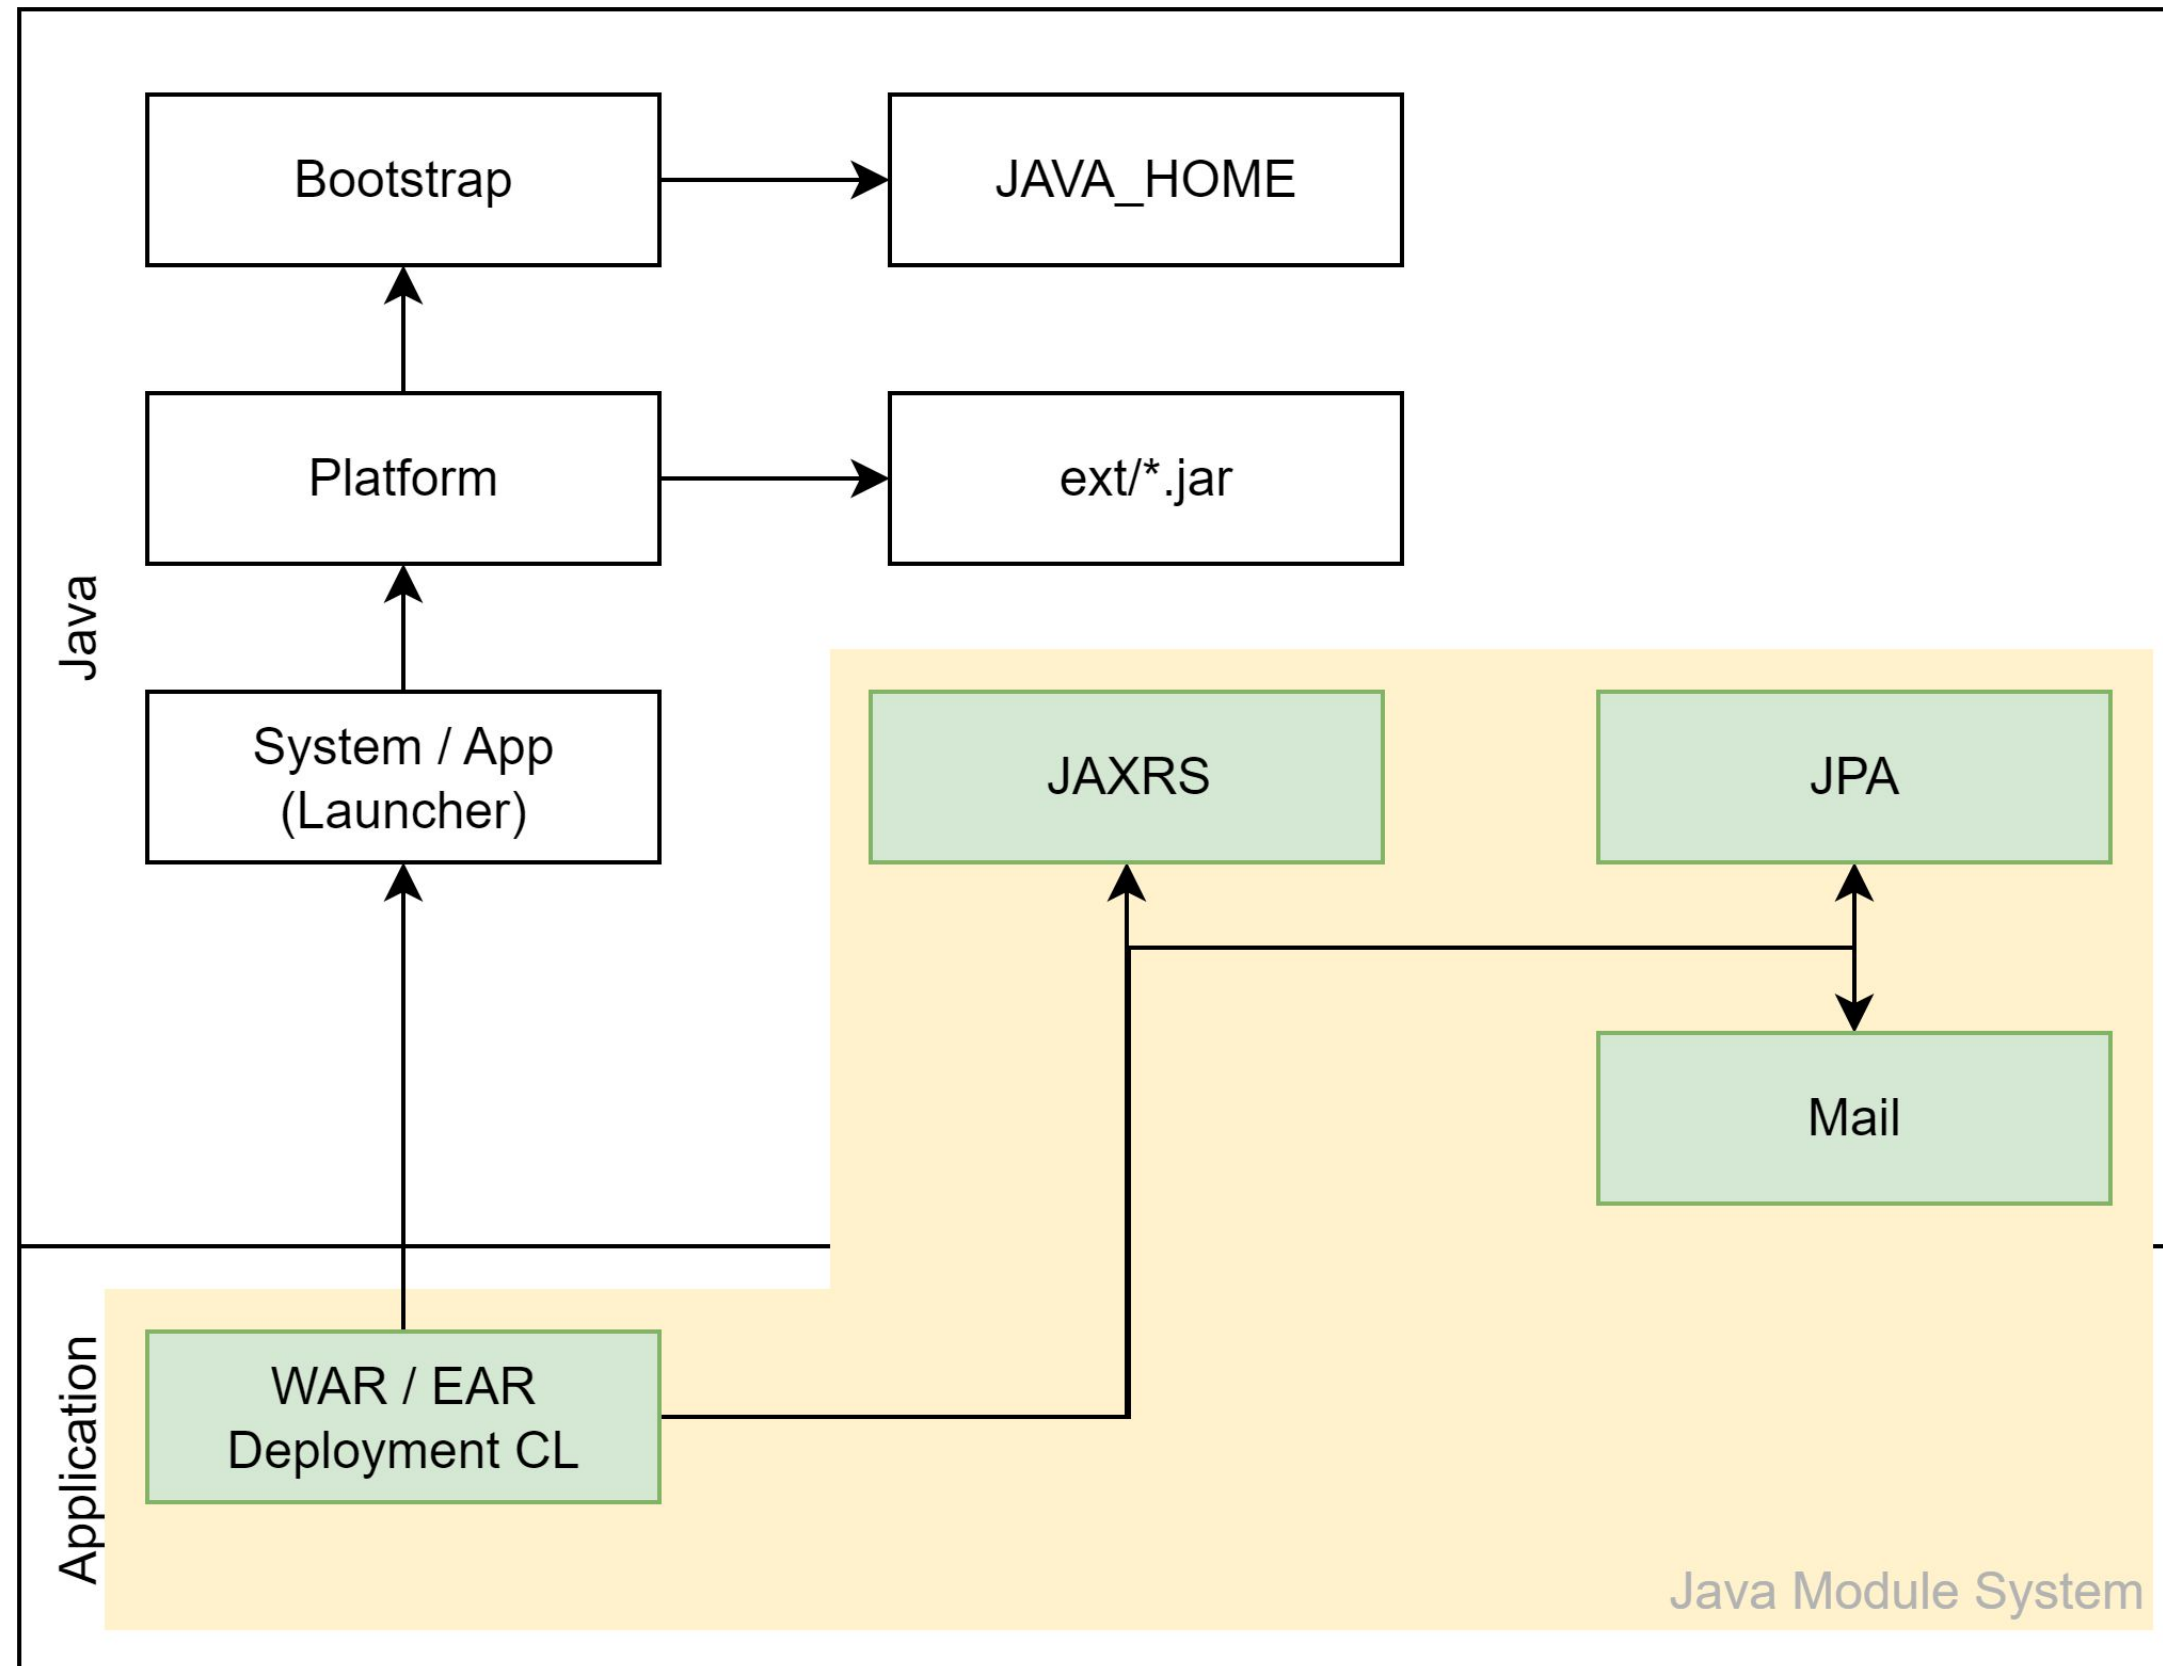 Bootstrap
JAVA_HOME
Platform
ext/*.jar
Java
System / App
(Launcher)
JAXRS
JPA
Mail
Application
WAR / EAR
Deployment CL
Java Module System